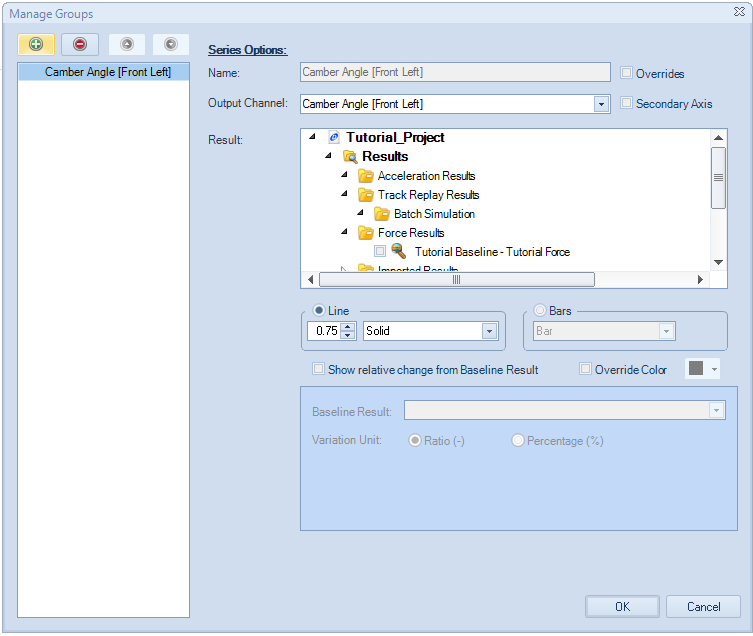 Manage Groups
Camber Angle [Front Left]
Series Options:
Name:
Camber Angle [Front Left]
Overrides
Output Channel:
Camber Angle [Front Left]
Secondary Axis
Result:
Tutorial_Project
Results
Acceleration Results
Track Replay Results
Batch Simulation
Force Results
Tutorial Baseline - Tutorial Force
Imported Results
Line
0.75
Solid
Bars
Bar
Show relative change from Baseline Result
Override Color
Baseline Result:
Variation Unit:
Ratio (-)
Percentage (%)
OK
Cancel